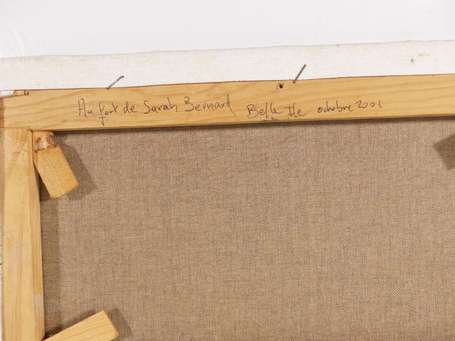 Au fort de Sarah Bernard Belle Ile octobre 2001